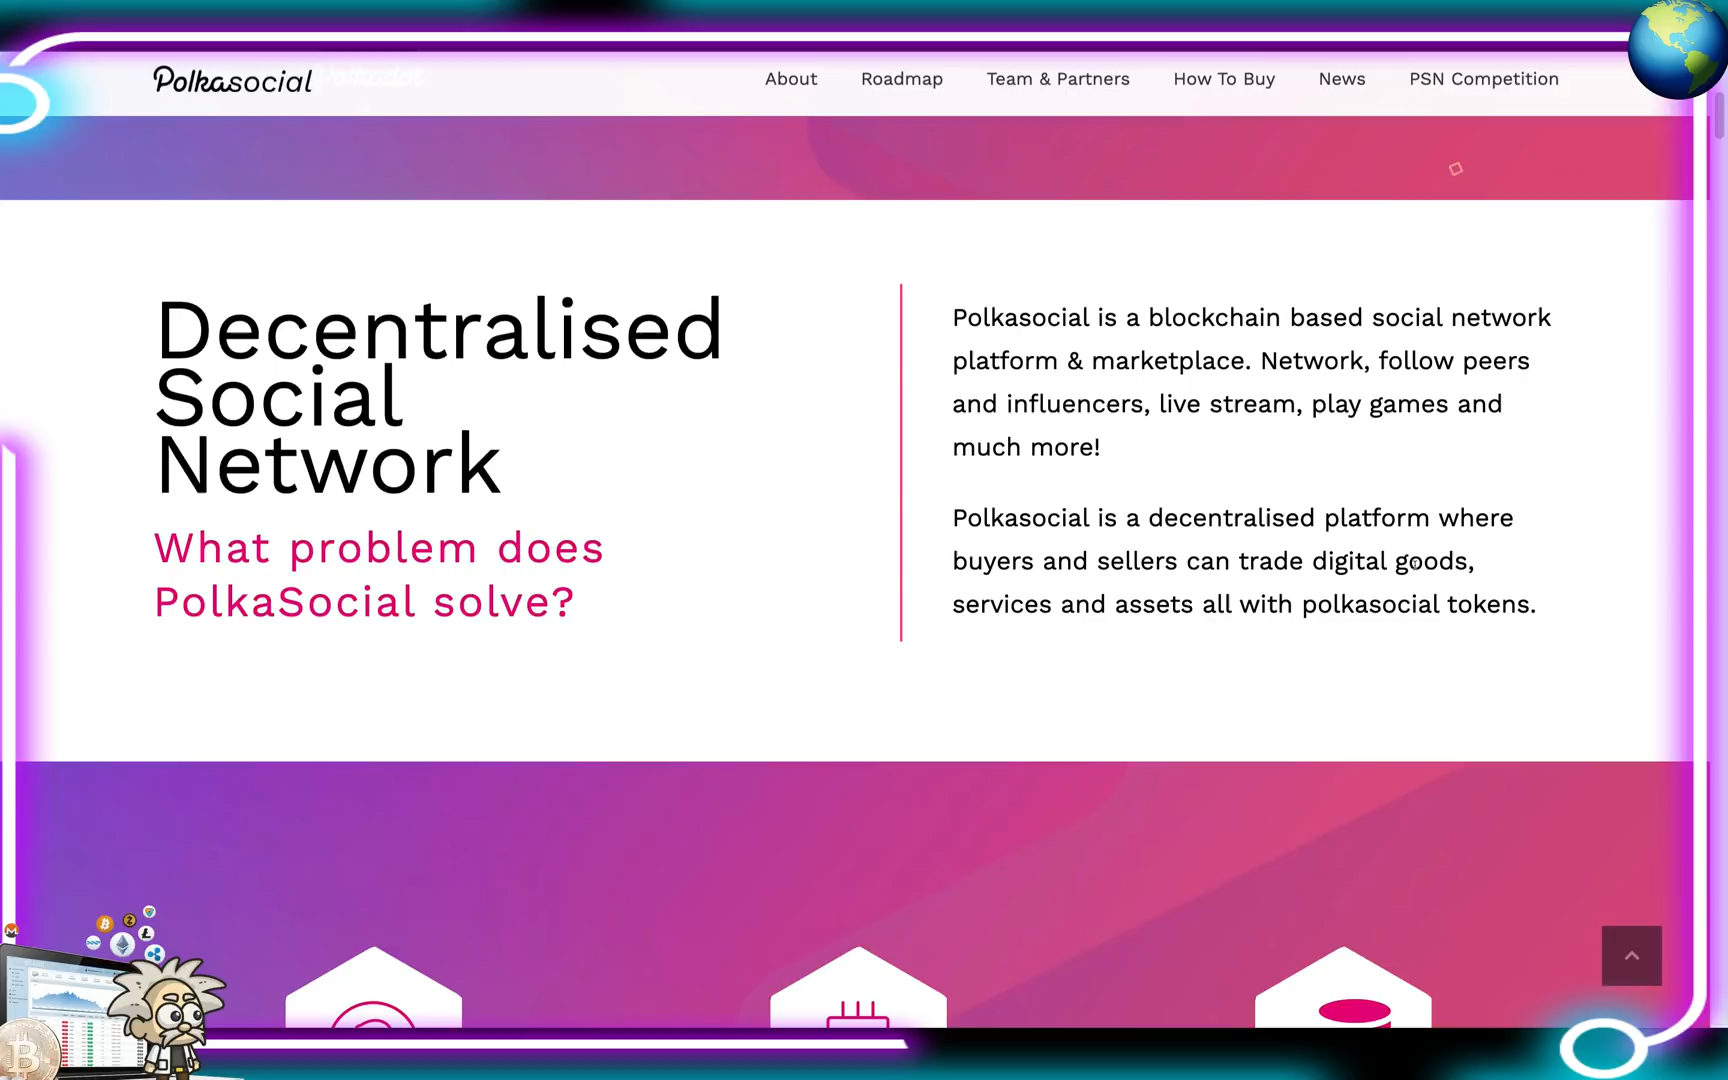 Polkasocial
About Roadmap Team & Partners How To Buy News PSN Competition
Decentralised
Social
Network
What problem does
PolkaSocial solve?
Polkasocial is a blockchain based social network
platform & marketplace. Network, follow peers
and influencers, live stream, play games and
much more!
Polkasocial is a decentralised platform where
buyers and sellers can trade digital goods,
services and assets all with polkasocial tokens.